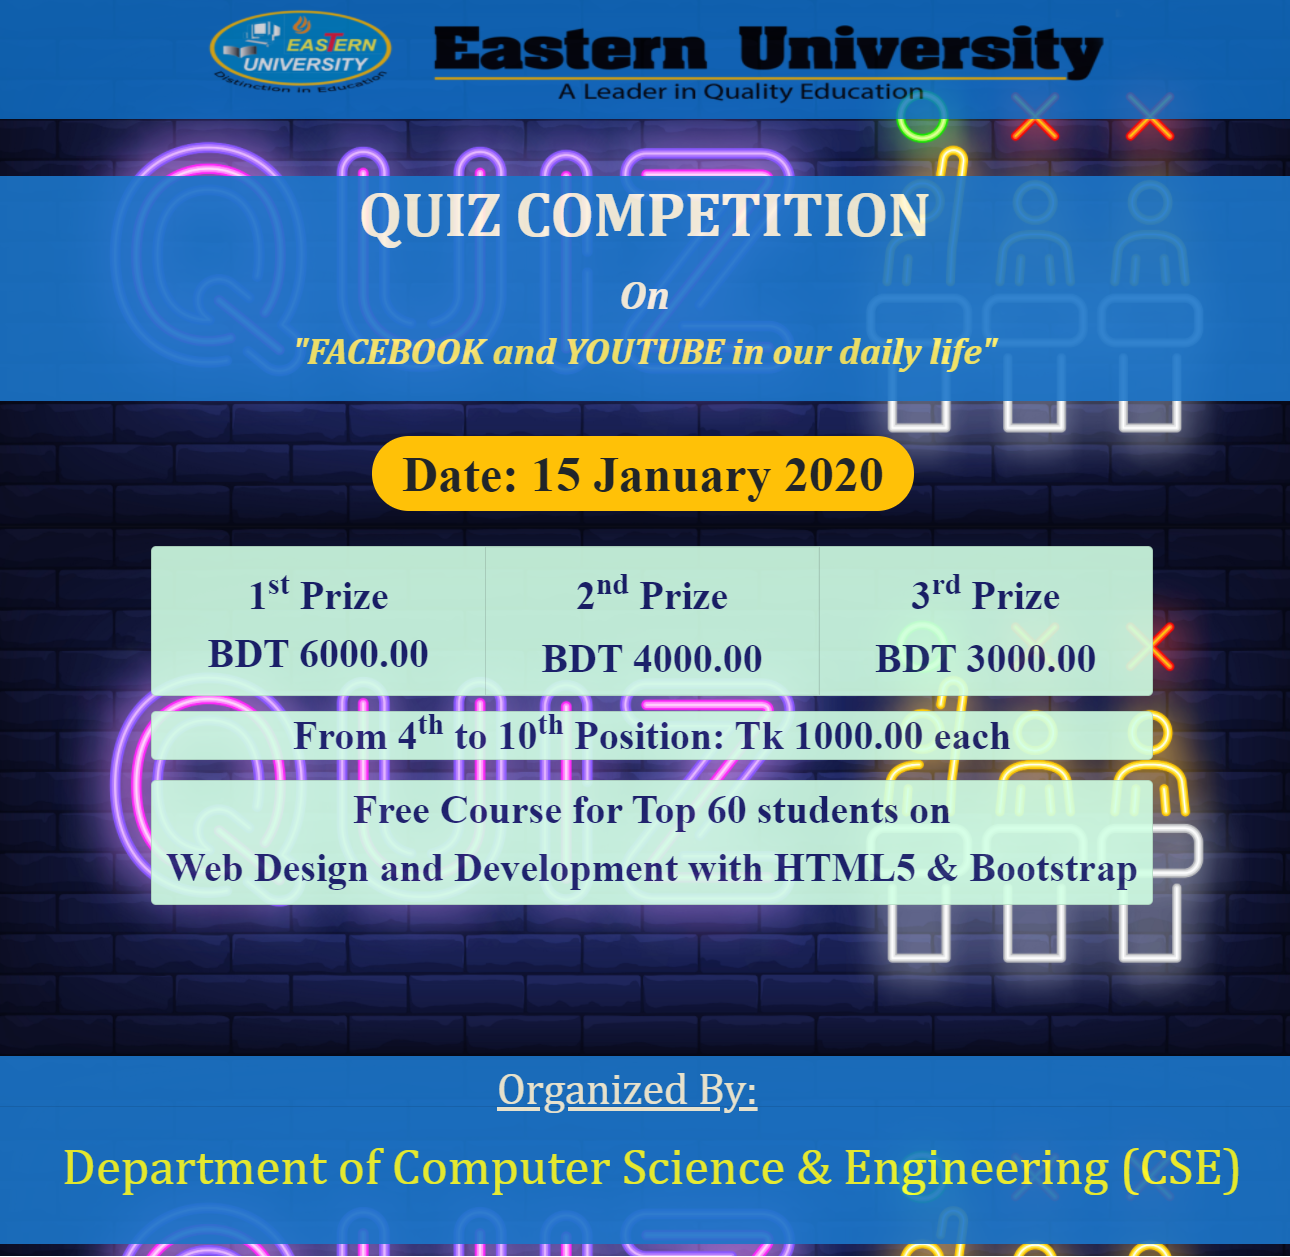 EASTERN
UNIVERSITY
Distinction in Education
Eastern University
A Leader in Quality Education
QUIZ
QUIZ COMPETITION
On
"FACEBOOK and YOUTUBE in our daily life"
Date: 15 January 2020
1st Prize
BDT 6000.00
2nd Prize
BDT 4000.00
3rd Prize
BDT 3000.00
From 4th to 10th Position: Tk 1000.00 each
QUIZ
Free Course for Top 60 students on
Web Design and Development with HTML5 & Bootstrap
Organized By:
Department of Computer Science & Engineering (CSE)
QUIZ